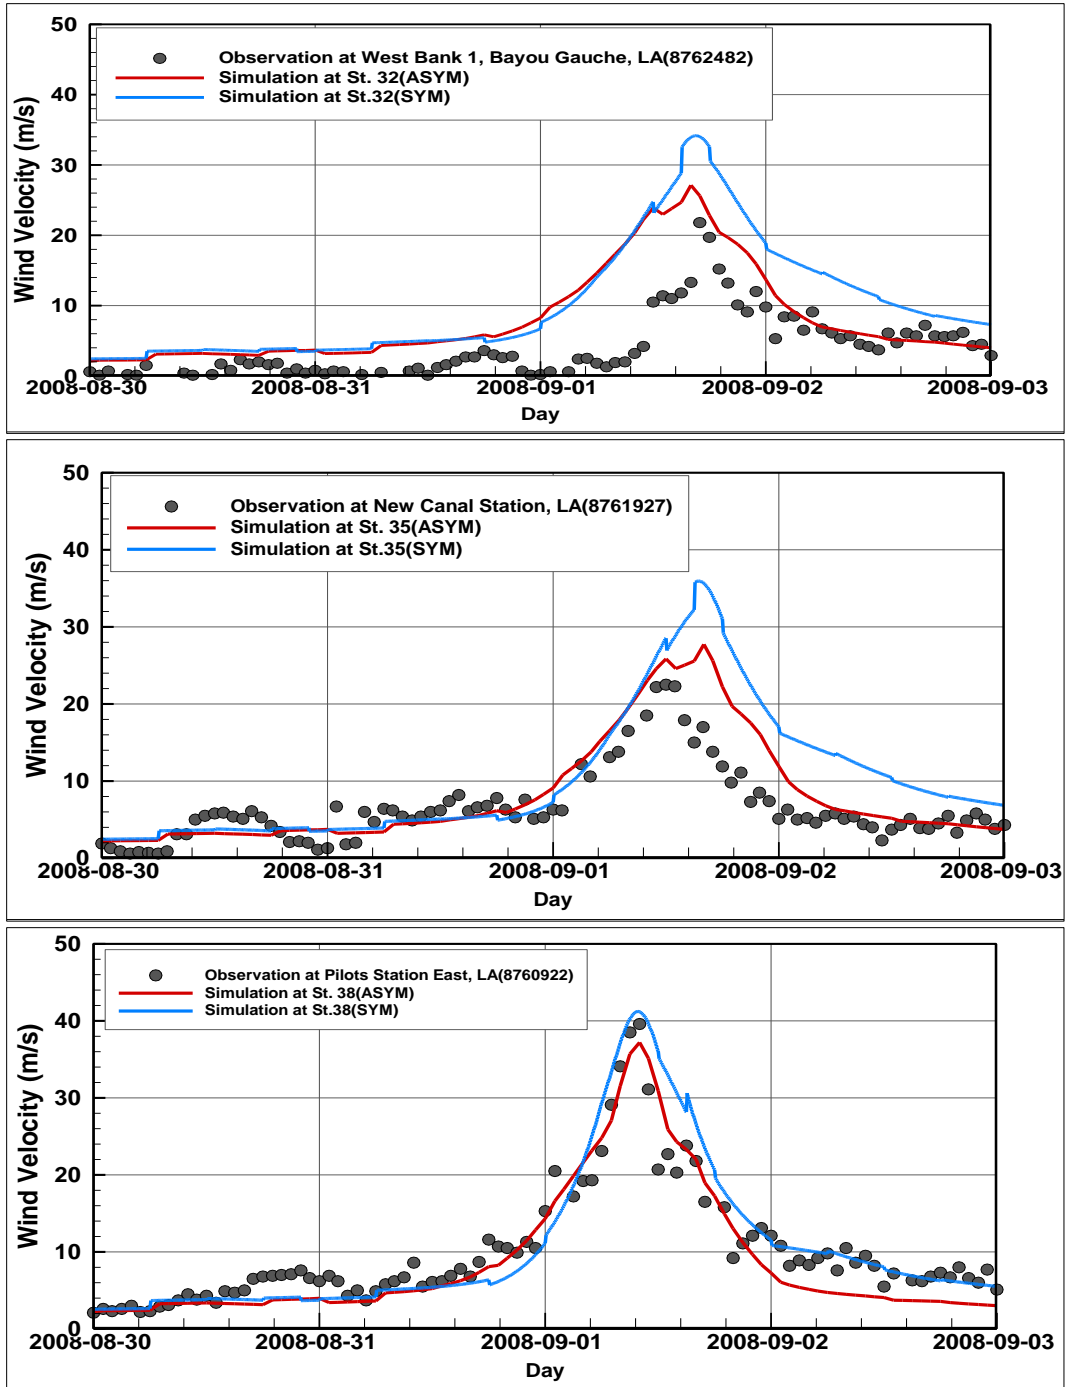 50
40
30
20
10
0
Wind Velocity (m/s)
Observation at West Bank 1, Bayou Gauche, LA(8762482)
Simulation at St. 32(ASYM)
Simulation at St.32(SYM)
2008-08-30 2008-08-31 2008-09-01 2008-09-02 2008-09-03
Day
50
40
30
20
10
0
Wind Velocity (m/s)
Observation at New Canal Station, LA(8761927)
Simulation at St. 35(ASYM)
Simulation at St.35(SYM)
2008-08-30 2008-08-31 2008-09-01 2008-09-02 2008-09-03
Day
50
40
30
20
10
0
Wind Velocity (m/s)
Observation at Pilots Station East, LA(8760922)
Simulation at St. 38(ASYM)
Simulation at St.38(SYM)
2008-08-30 2008-08-31 2008-09-01 2008-09-02 2008-09-03
Day